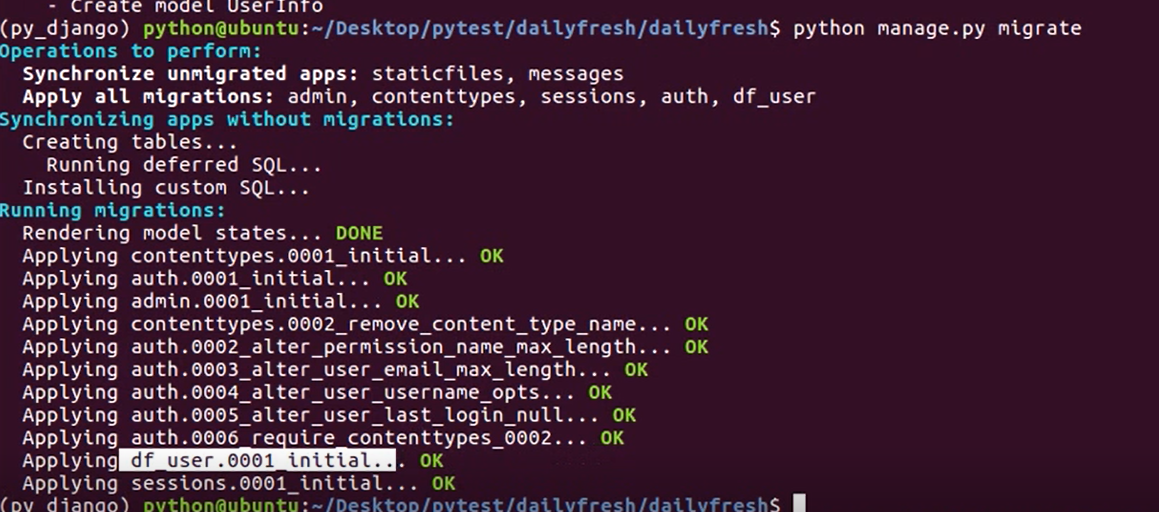 - Create model UserInfo
(py_django) python@ubuntu:~/Desktop/pytest/dailyfresh/dailyfresh$ python manage.py migrate
Operations to perform:
  Synchronize unmigrated apps: staticfiles, messages
  Apply all migrations: admin, contenttypes, sessions, auth, df_user
Synchronizing apps without migrations:
  Creating tables...
    Running deferred SQL...
  Installing custom SQL...
Running migrations:
  Rendering model states... DONE
  Applying contenttypes.0001_initial... OK
  Applying auth.0001_initial... OK
  Applying admin.0001_initial... OK
  Applying contenttypes.0002_remove_content_type_name... OK
  Applying auth.0002_alter_permission_name_max_length... OK
  Applying auth.0003_alter_user_email_max_length... OK
  Applying auth.0004_alter_user_username_opts... OK
  Applying auth.0005_alter_user_last_login_null... OK
  Applying auth.0006_require_contenttypes_0002... OK
  Applying df_user.0001_initial... OK
  Applying sessions.0001_initial... OK
(py_django) python@ubuntu:~/Desktop/pytest/dailyfresh/dailyfresh$